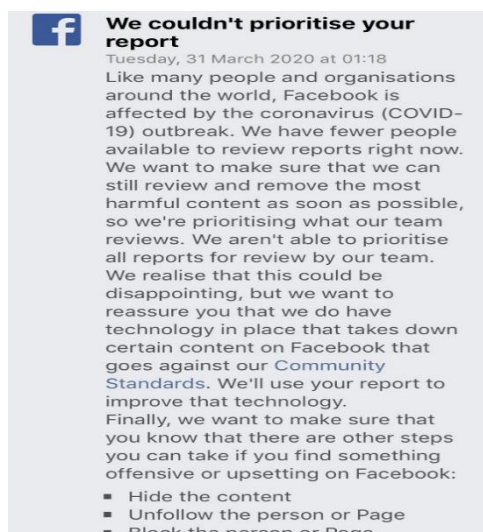 We couldn't prioritise your
report
Tuesday, 31 March 2020 at 01:18
Like many people and organisations
around the world, Facebook is
affected by the coronavirus (COVID-
19) outbreak. We have fewer people
available to review reports right now.
We want to make sure that we can
still review and remove the most
harmful content as soon as possible,
so we're prioritising what our team
reviews. We aren't able to prioritise
all reports for review by our team.
We realise that this could be
disappointing, but we want to
reassure you that we do have
technology in place that takes down
certain content on Facebook that
goes against our Community
Standards. We'll use your report to
improve that technology.
Finally, we want to make sure that
you know that there are other steps
you can take if you find something
offensive or upsetting on Facebook:
▪ Hide the content
▪ Unfollow the person or Page
▪ Block the person or Page